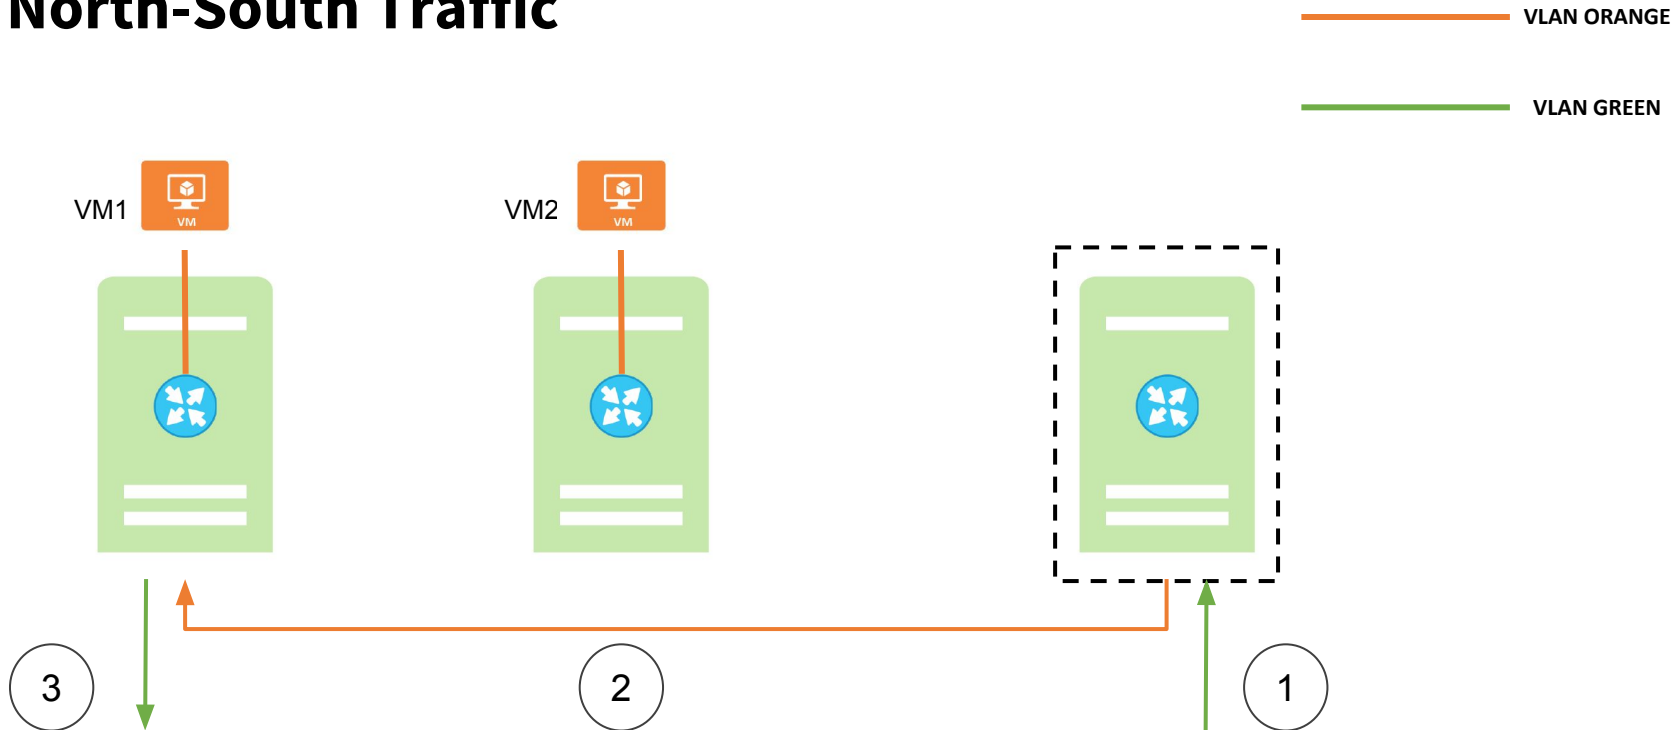 North-South Traffic
VLAN ORANGE
VLAN GREEN
VM1
VM
VM2
VM
3
2
1